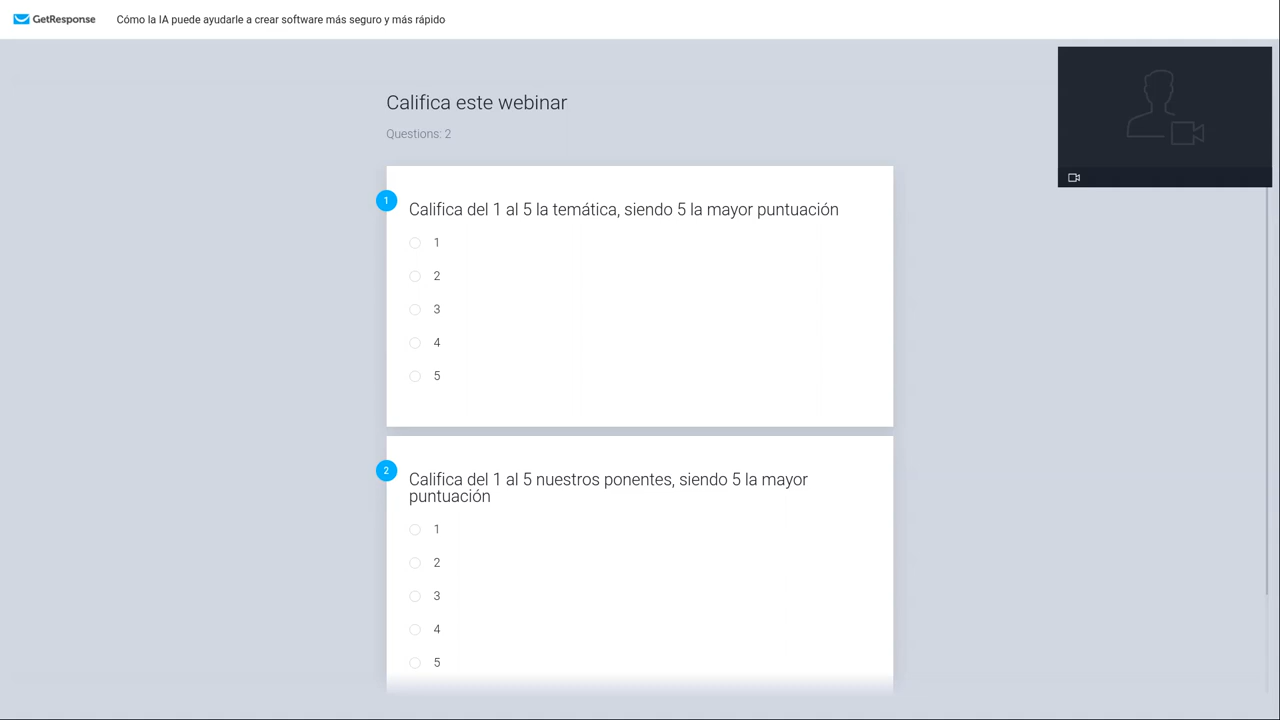 GetResponse Cómo la IA puede ayudarle a crear software más seguro y más rápido
Califica este webinar
Questions: 2
1
Califica del 1 al 5 la temática, siendo 5 la mayor puntuación
1
2
3
4
5
2
Califica del 1 al 5 nuestros ponentes, siendo 5 la mayor
puntuación
1
2
3
4
5